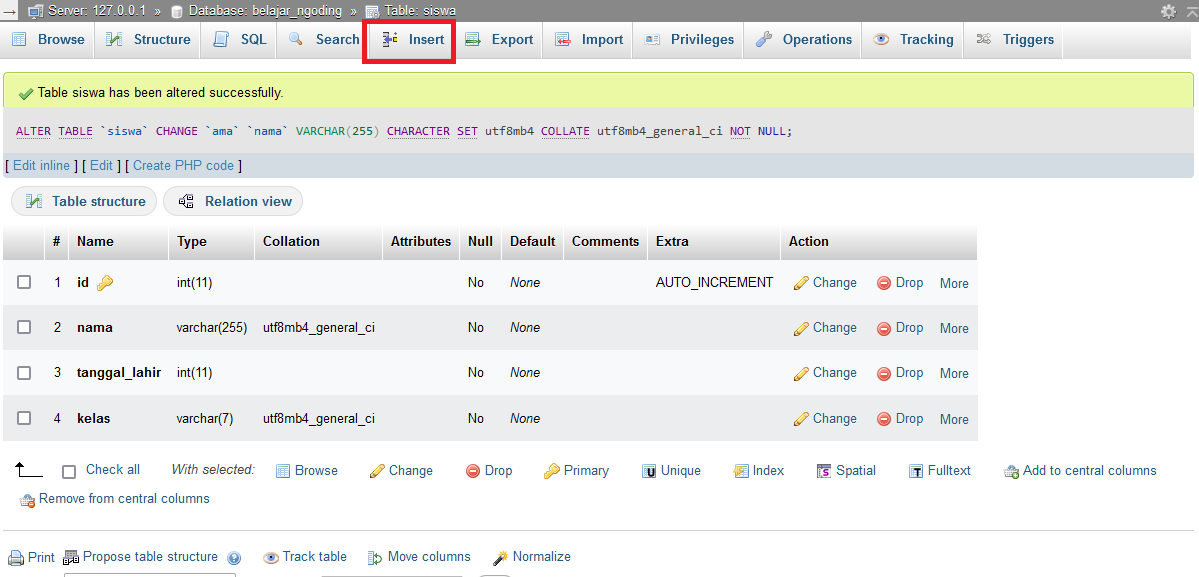 Server: 127.0.0.1 » Database: belajar_ngoding » Table: siswa
Browse Structure SQL Search Insert Export Import Privileges Operations Tracking Triggers
Table siswa has been altered successfully.
ALTER TABLE `siswa` CHANGE `ama` `nama` VARCHAR(255) CHARACTER SET utf8mb4 COLLATE utf8mb4_general_ci NOT NULL;
[ Edit inline ] [ Edit ] [ Create PHP code ]
Table structure Relation view
# Name Type Collation Attributes Null Default Comments Extra Action
1 id int(11) No None AUTO_INCREMENT Change Drop More
2 nama varchar(255) utf8mb4_general_ci No None Change Drop More
3 tanggal_lahir int(11) No None Change Drop More
4 kelas varchar(7) utf8mb4_general_ci No None Change Drop More
Check all With selected: Browse Change Drop Primary Unique Index Spatial Fulltext Add to central columns
Remove from central columns
Print Propose table structure Track table Move columns Normalize